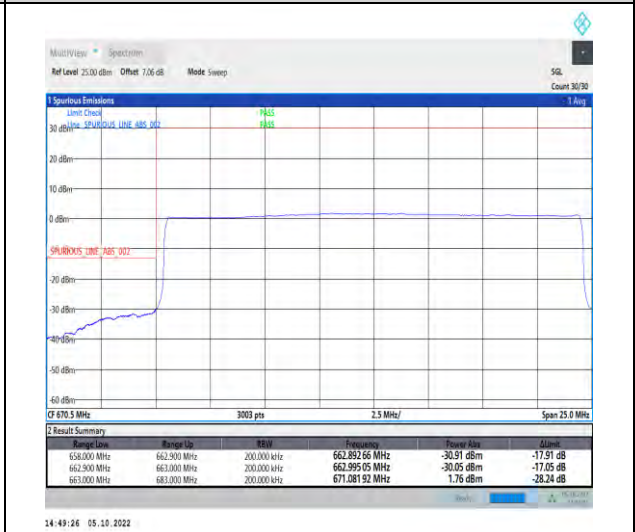 MultiView Spectrum
Ref Level 25.00 dBm Offset 7.06 dB Mode Sweep SGL
Count 30/30
1 Spurious Emissions 1 Avg
Limit Check PASS
Line SPURIOUS LINE ABS 002 PASS
30 dBm
20 dBm
10 dBm
0 dBm
SPURIOUS_LINE_ABS_002
-20 dBm
-30 dBm
-40 dBm
-50 dBm
-60 dBm
CF 670.5 MHz 3003 pts 2.5 MHz/ Span 25.0 MHz
2 Result Summary
Range Low Range Up RBW Frequency Power Abs ΔLimit
658.000 MHz 662.900 MHz 200.000 kHz 662.892 66 MHz -30.91 dBm -17.91 dB
662.900 MHz 663.000 MHz 200.000 kHz 662.995 05 MHz -30.05 dBm -17.05 dB
663.000 MHz 683.000 MHz 200.000 kHz 671.081 92 MHz 1.76 dBm -28.24 dB
14:49:26 05.10.2022